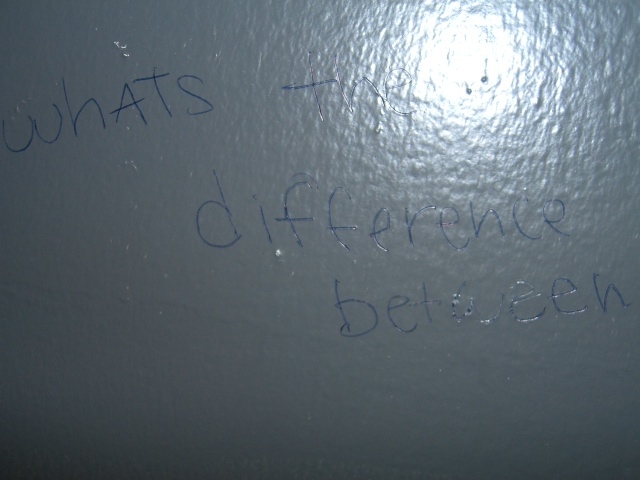 whATS the
difference
between